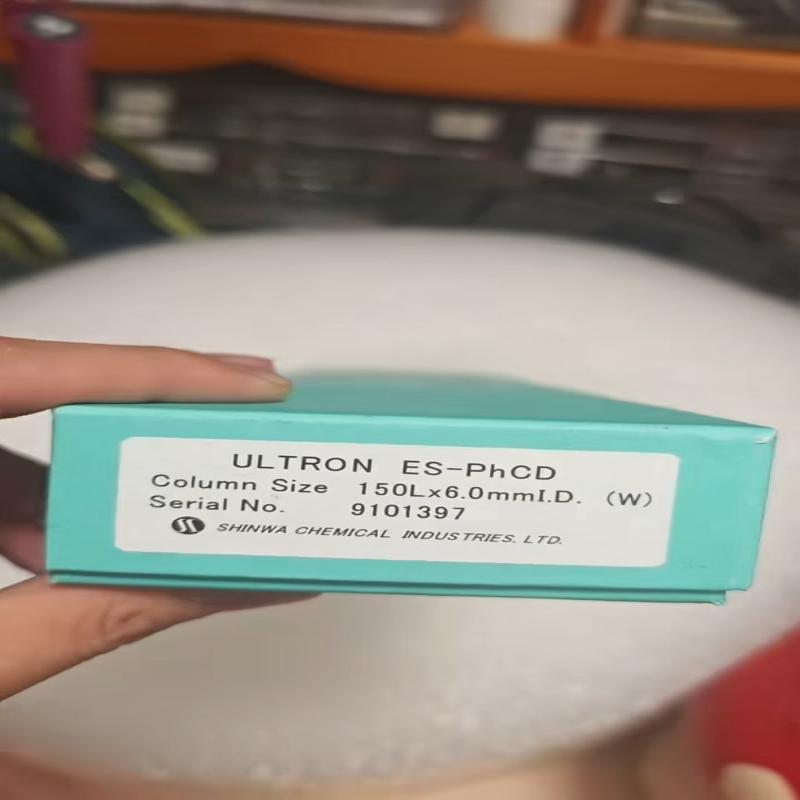 ULTRON ES-PhCD
Column Size 150Lx6.0mmI.D. (W)
Serial No. 9101397
SHINWA CHEMICAL INDUSTRIES. LTD.